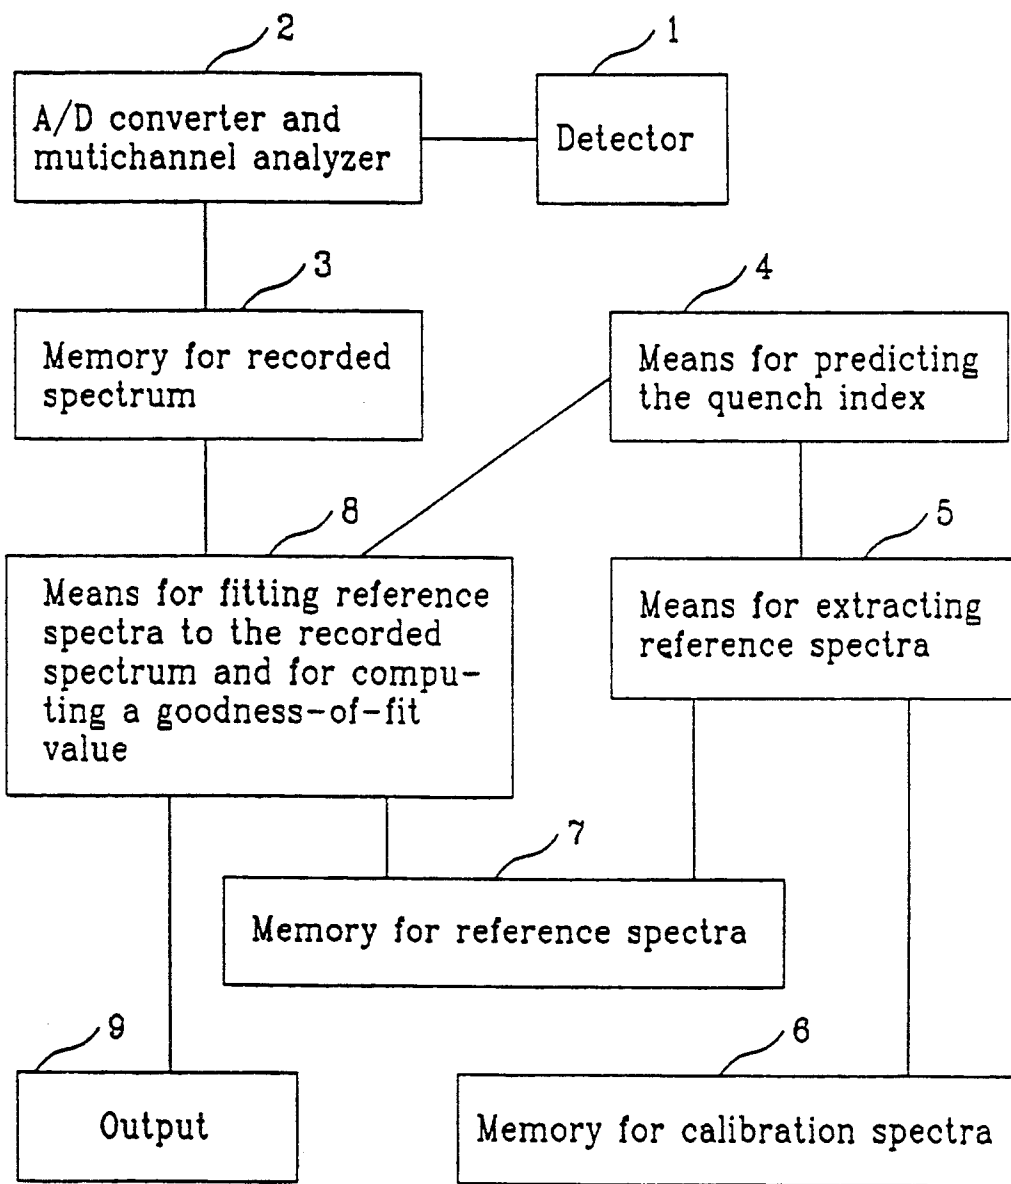 2
1
A/D converter and
mutichannel analyzer
Detector
3
4
Memory for recorded
spectrum
Means for predicting
the quench index
8
5
Means for fitting reference
spectra to the recorded
spectrum and for compu-
ting a goodness-of-fit
value
Means for extracting
reference spectra
7
Memory for reference spectra
9
6
Output
Memory for calibration spectra